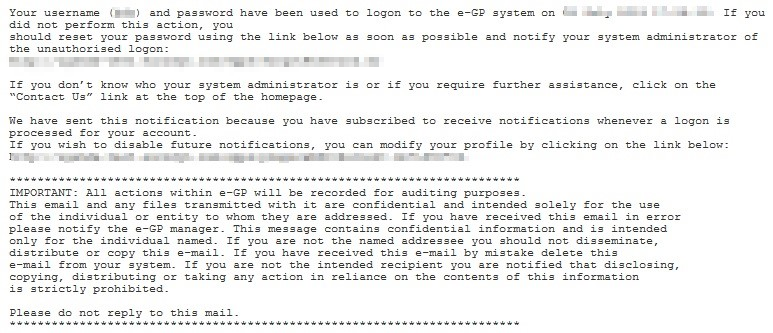 Your username ( ) and password have been used to logon to the e-GP system on If you
did not perform this action, you
should reset your password using the link below as soon as possible and notify your system administrator of
the unauthorised logon:
If you don't know who your system administrator is or if you require further assistance, click on the
"Contact Us" link at the top of the homepage.
We have sent this notification because you have subscribed to receive notifications whenever a logon is
processed for your account.
If you wish to disable future notifications, you can modify your profile by clicking on the link below:
******************************************************************************
IMPORTANT: All actions within e-GP will be recorded for auditing purposes.
This email and any files transmitted with it are confidential and intended solely for the use
of the individual or entity to whom they are addressed. If you have received this email in error
please notify the e-GP manager. This message contains confidential information and is intended
only for the individual named. If you are not the named addressee you should not disseminate,
distribute or copy this e-mail. If you have received this e-mail by mistake delete this
e-mail from your system. If you are not the intended recipient you are notified that disclosing,
copying, distributing or taking any action in reliance on the contents of this information
is strictly prohibited.
Please do not reply to this mail.
******************************************************************************